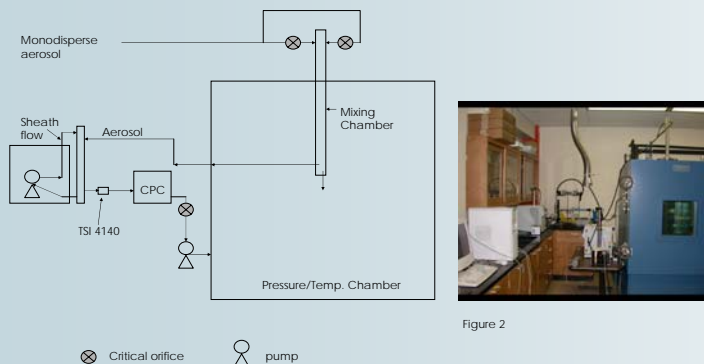 Monodisperse
aerosol
Mixing
Chamber
Sheath
flow
Aerosol
CPC
TSI 4140
Pressure/Temp. Chamber
Figure 2
Critical orifice
pump